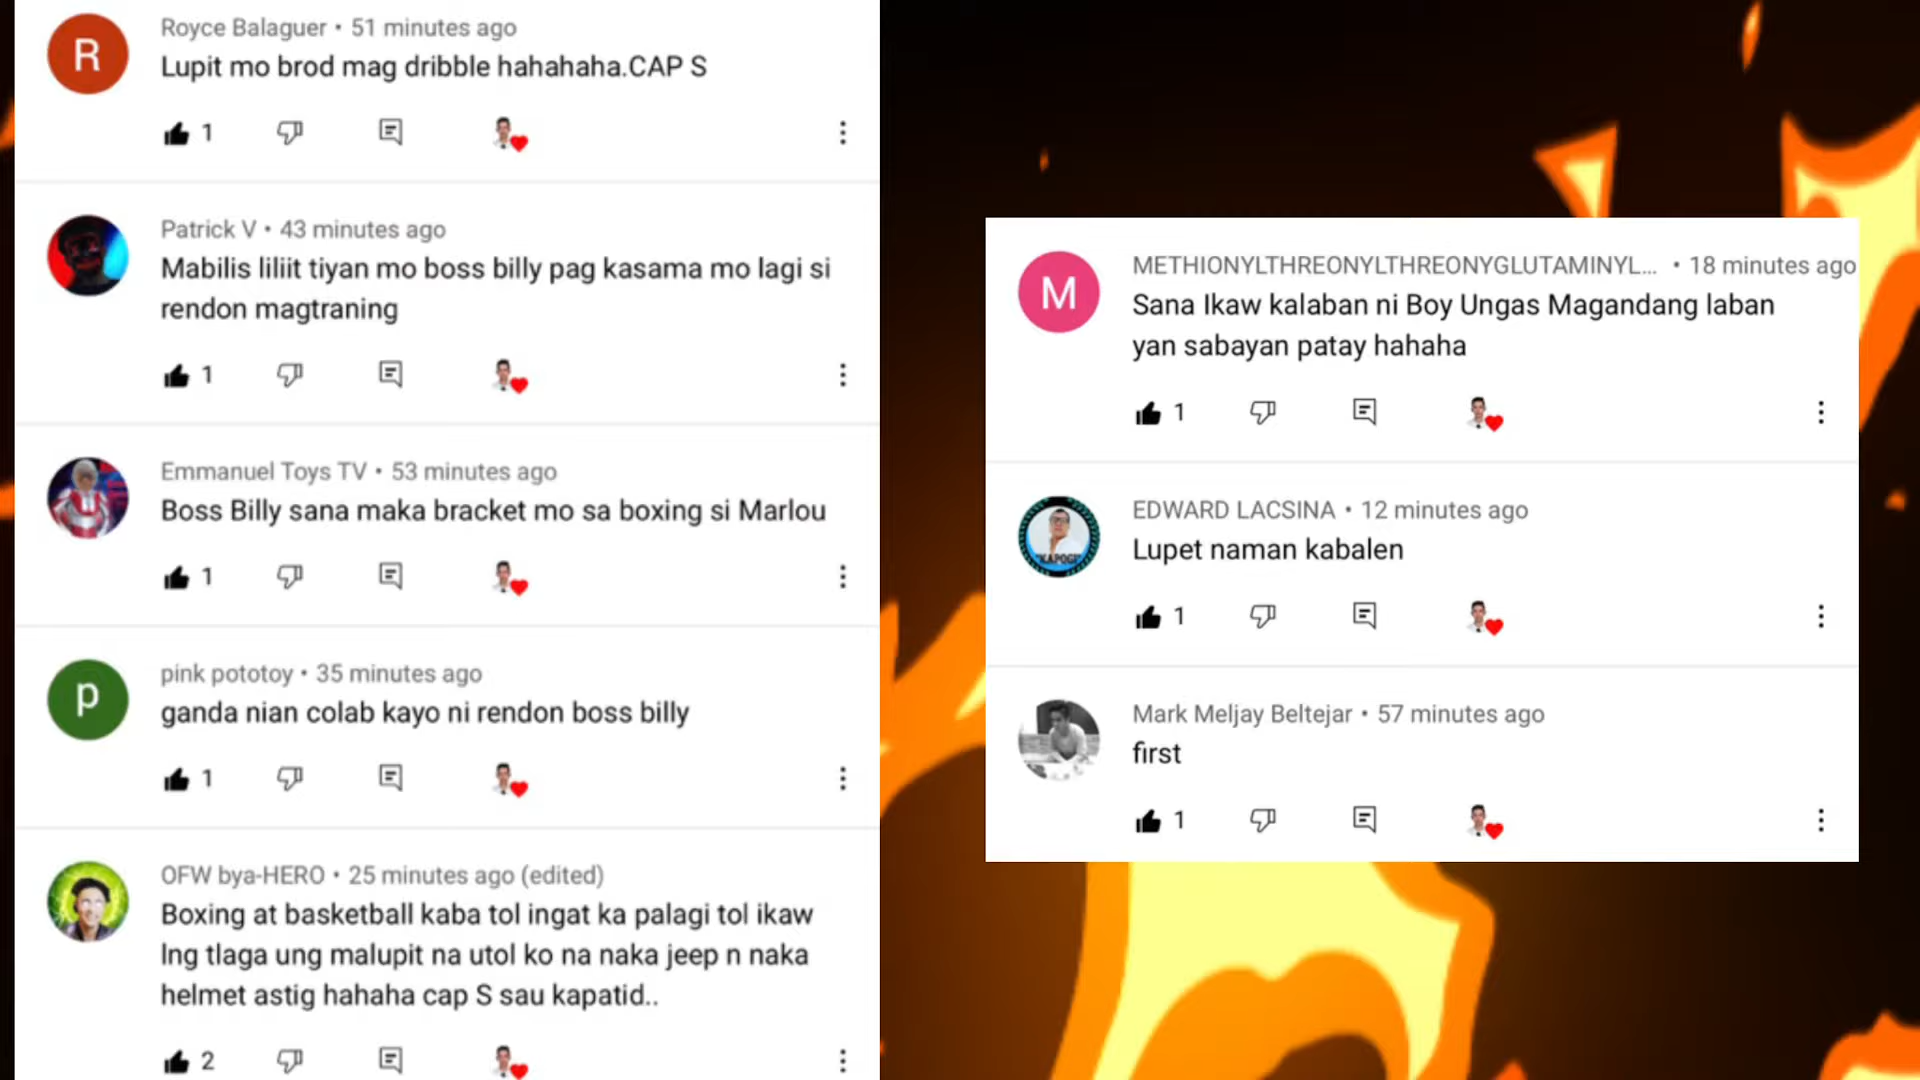 R
Royce Balaguer • 51 minutes ago
Lupit mo brod mag dribble hahahaha.CAP S
1
Patrick V • 43 minutes ago
Mabilis liliit tiyan mo boss billy pag kasama mo lagi si
rendon magtraning
1
Emmanuel Toys TV • 53 minutes ago
Boss Billy sana maka bracket mo sa boxing si Marlou
1
p
pink pototoy • 35 minutes ago
ganda nian colab kayo ni rendon boss billy
1
OFW bya-HERO • 25 minutes ago (edited)
Boxing at basketball kaba tol ingat ka palagi tol ikaw
lng tlaga ung malupit na utol ko na naka jeep n naka
helmet astig hahaha cap S sau kapatid..
2
M
METHIONYLTHREONYLTHREONYGLUTAMINYL... • 18 minutes ago
Sana Ikaw kalaban ni Boy Ungas Magandang laban
yan sabayan patay hahaha
1
"KAPOGI"
EDWARD LACSINA • 12 minutes ago
Lupet naman kabalen
1
Mark Meljay Beltejar • 57 minutes ago
first
1